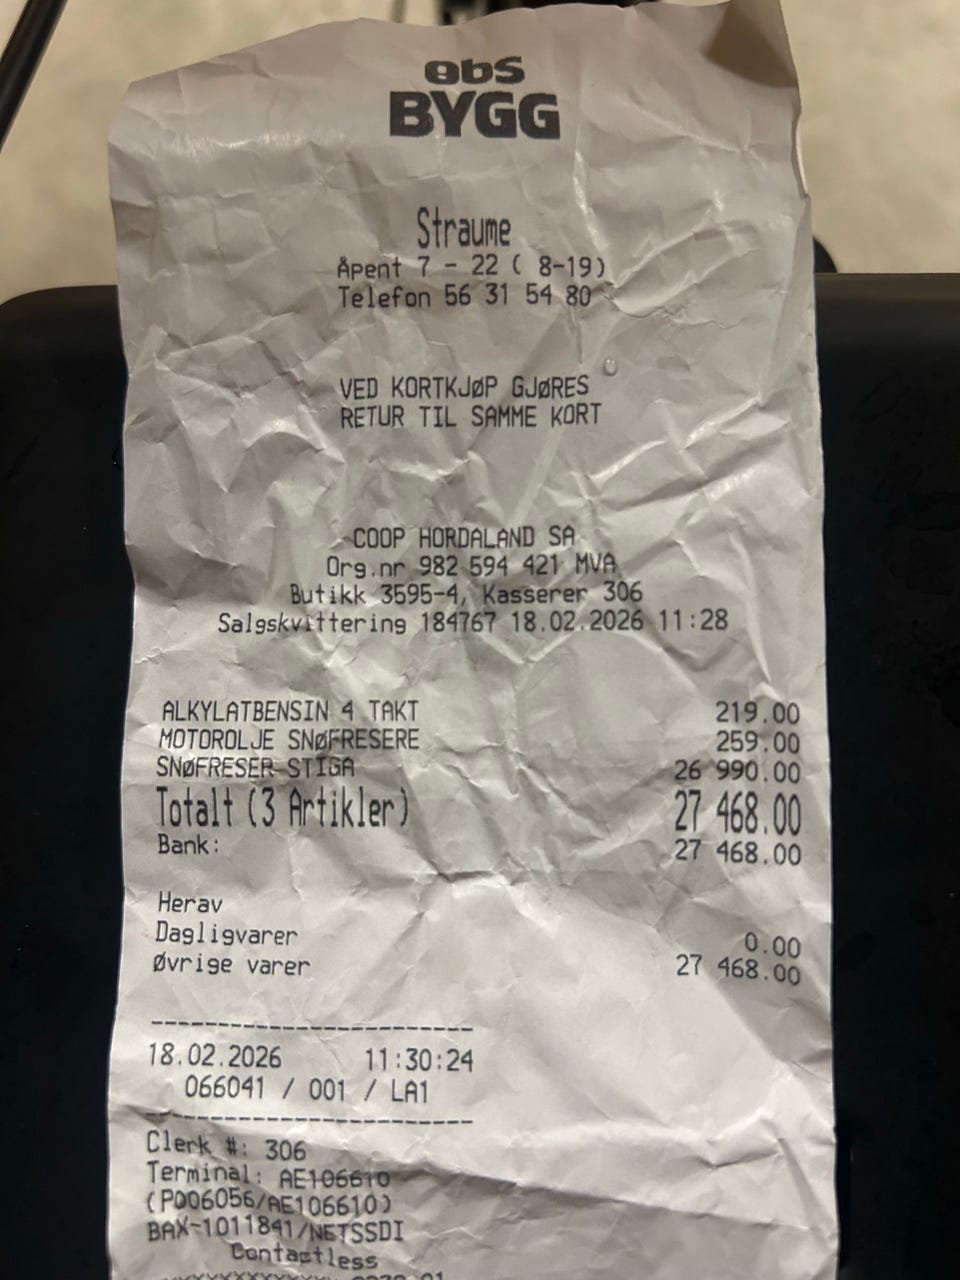 obs
BYGG
Straume
Åpent 7 - 22 ( 8-19)
Telefon 56 31 54 80
VED KORTKJØP GJØRES
RETUR TIL SAMME KORT
COOP HORDALAND SA
Org.nr 982 594 421 MVA
Butikk 3595-4, Kasserer 306
Salgskvittering 184767 18.02.2026 11:28
ALKYLATBENSIN 4 TAKT 219.00
MOTOROLJE SNØFRESERE 259.00
SNØFRESER STIGA 26 990.00
Totalt (3 Artikler) 27 468.00
Bank: 27 468.00
Herav
Dagligvarer 0.00
Øvrige varer 27 468.00
18.02.2026 11:30:24
066041 / 001 / LA1
Clerk #: 306
Terminal: AE106610
(P006056/AE106610)
BAX-1011841/NETSSDI
Contactless